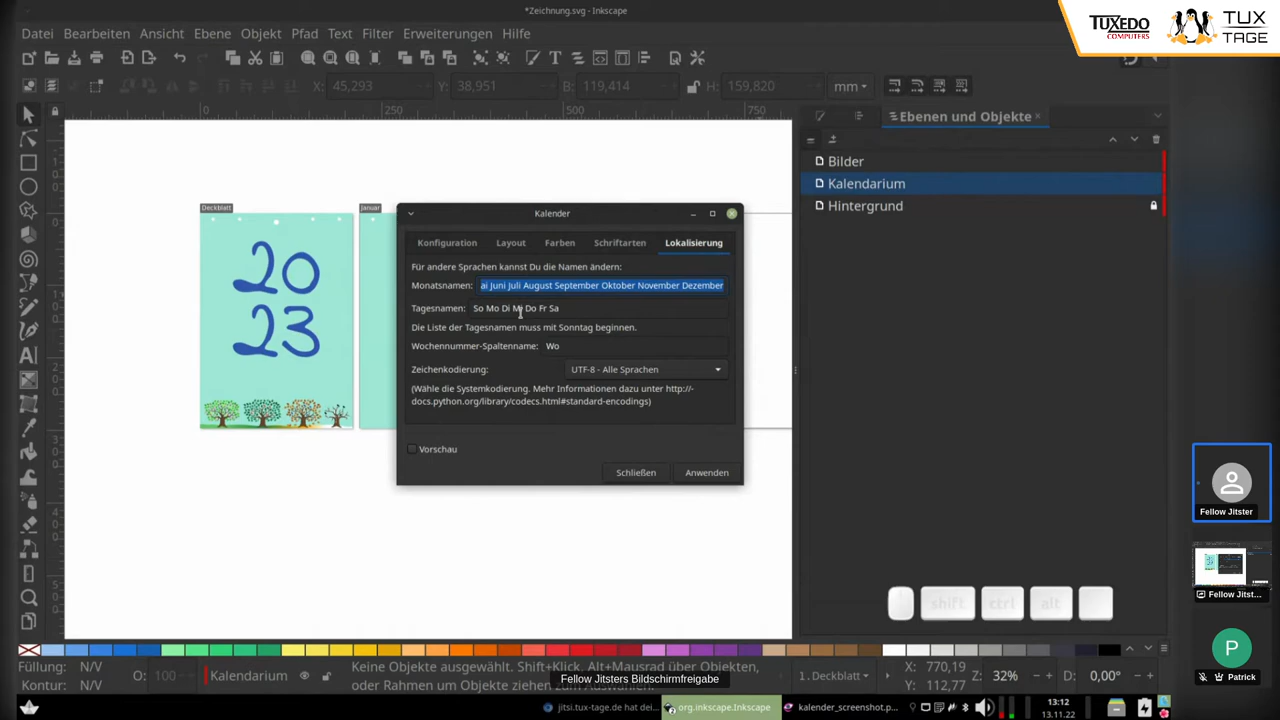 *Zeichnung.svg - Inkscape
TUXEDO
COMPUTERS
TUX
TAGE
Datei Bearbeiten Ansicht Ebene Objekt Pfad Text Filter Erweiterungen Hilfe
X: 45,293 Y: 38,951 B: 119,414 H: 159,820 mm
0 250 500 750
Ebenen und Objekte
Bilder
Kalendarium
Hintergrund
Deckblatt
Januar
20
23
Kalender
Konfiguration Layout Farben Schriftarten Lokalisierung
Für andere Sprachen kannst Du die Namen ändern:
Monatsnamen: ai Juni Juli August September Oktober November Dezember
Tagesnamen: So Mo Di Mi Do Fr Sa
Die Liste der Tagesnamen muss mit Sonntag beginnen.
Wochennummer-Spaltenname: Wo
Zeichenkodierung: UTF-8 - Alle Sprachen
(Wähle die Systemkodierung. Mehr Informationen dazu unter http://-
docs.python.org/library/codecs.html#standard-encodings)
Vorschau
Schließen Anwenden
Fellow Jitster
Fellow Jitst...
shift ctrl alt
P
Patrick
Füllung: N/V
Kontur: N/V
O: 100
Kalendarium
Keine Objekte ausgewählt. Shift+Klick, Alt+Mausrad über Objekten,
oder Rahmen um Objekte ziehen zum Auswählen.
1.Deckblatt
X: 770,19
Y: 112,77
Z: 32%
D: 0,00°
Fellow Jitsters Bildschirmfreigabe
jitsi.tux-tage.de hat dei...
org.inkscape.Inkscape
kalender_screenshot.p...
13:12
13.11.22